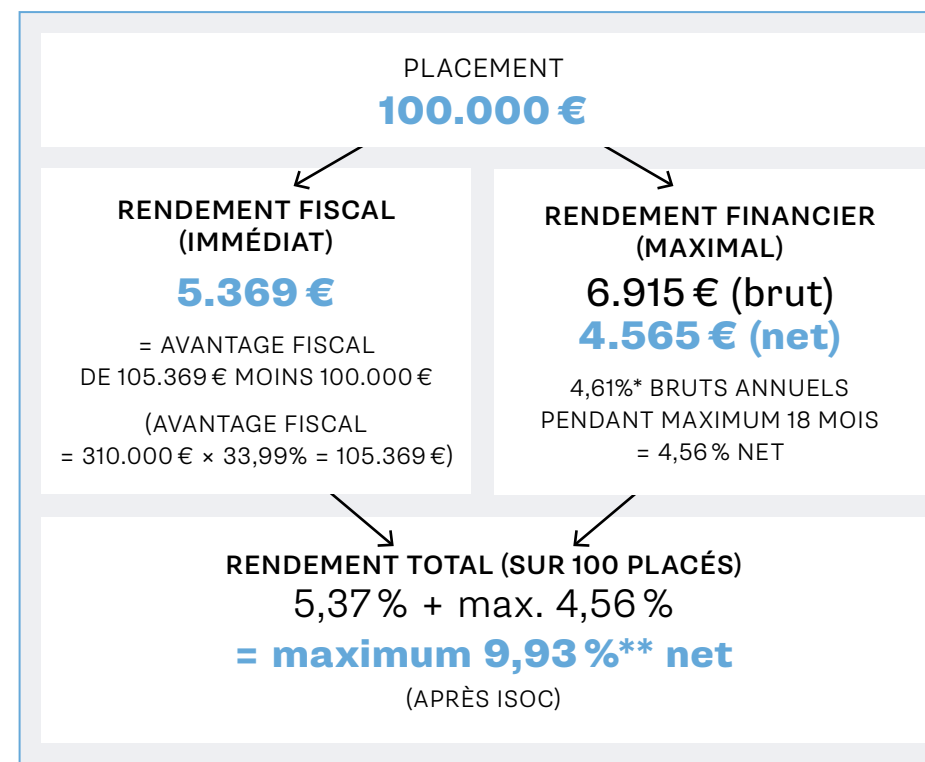 PLACEMENT
100.000 €
RENDEMENT FISCAL
(IMMÉDIAT)
5.369 €
= AVANTAGE FISCAL
DE 105.369 € MOINS 100.000 €
(AVANTAGE FISCAL
= 310.000 € × 33,99% = 105.369 €)
RENDEMENT FINANCIER
(MAXIMAL)
6.915 € (brut)
4.565 € (net)
4,61%* BRUTS ANNUELS
PENDANT MAXIMUM 18 MOIS
= 4,56 % NET
RENDEMENT TOTAL (SUR 100 PLACÉS)
5,37 % + max. 4,56 %
= maximum 9,93 %** net
(APRÈS ISOC)